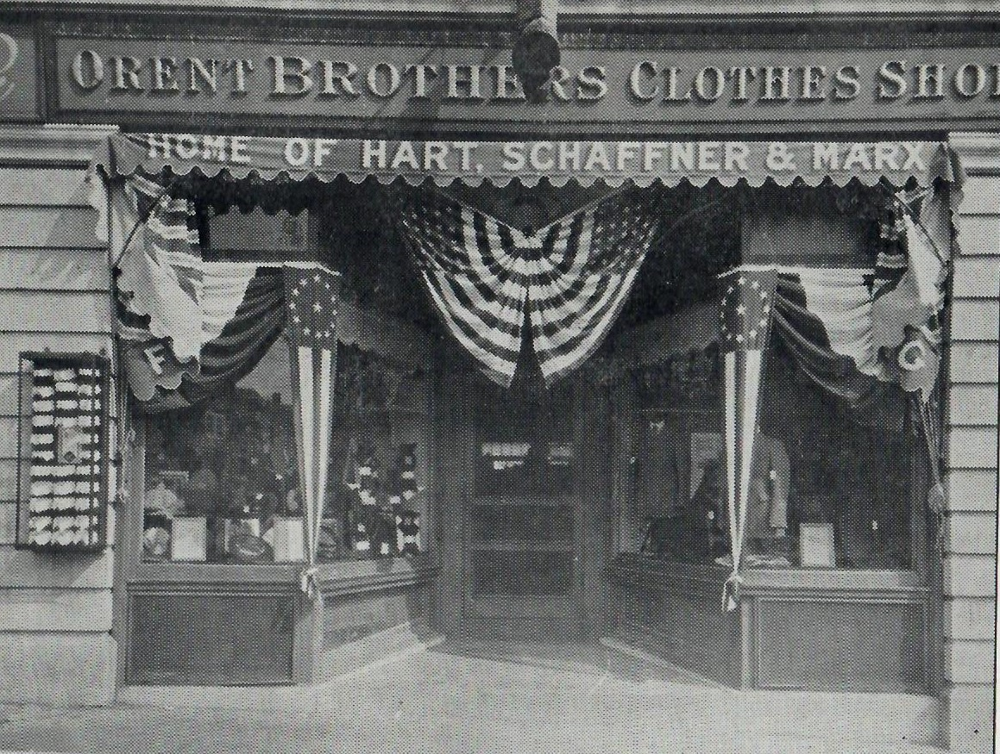 ORENT BROTHERS CLOTHES SHO
HOME OF HART, SCHAFFNER & MARX
F
Q